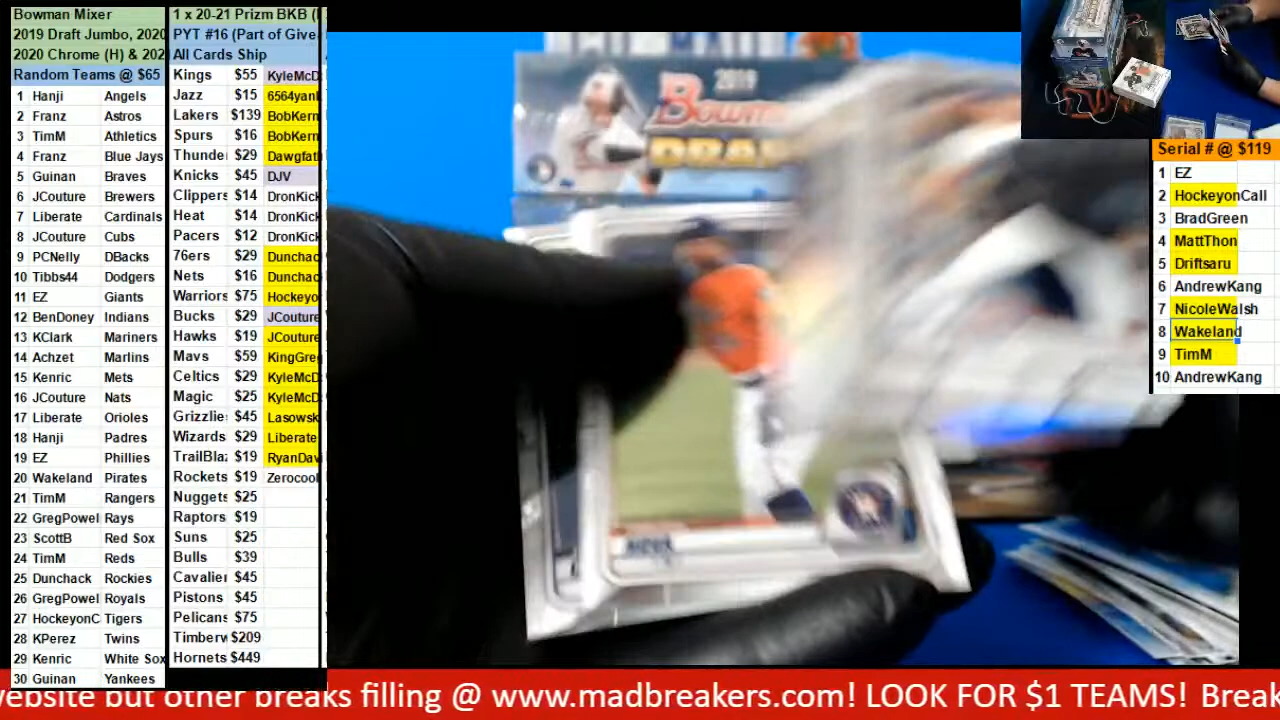 Bowman Mixer
2019 Draft Jumbo, 2020
2020 Chrome (H) & 202
Random Teams @ $65
1 Hanji Angels
2 Franz Astros
3 TimM Athletics
4 Franz Blue Jays
5 Guinan Braves
6 JCouture Brewers
7 Liberate Cardinals
8 JCouture Cubs
9 PCNelly DBacks
10 Tibbs44 Dodgers
11 EZ Giants
12 BenDoney Indians
13 KClark Mariners
14 Achzet Marlins
15 Kenric Mets
16 JCouture Nats
17 Liberate Orioles
18 Hanji Padres
19 EZ Phillies
20 Wakeland Pirates
21 TimM Rangers
22 GregPowel Rays
23 ScottB Red Sox
24 TimM Reds
25 Dunchack Rockies
26 GregPowel Royals
27 HockeyonC Tigers
28 KPerez Twins
29 Kenric White Sox
30 Guinan Yankees
1 x 20-21 Prizm BKB (
PYT #16 (Part of Give
All Cards Ship
Kings $55 KyleMcD
Jazz $15 6564yan
Lakers $139 BobKern
Spurs $16 BobKern
Thunde $29 Dawgfat
Knicks $45 DJV
Clippers $14 DronKick
Heat $14 DronKick
Pacers $12 DronKick
76ers $29 Dunchac
Nets $16 Dunchac
Warriors $75 Hockeyo
Bucks $29 JCouture
Hawks $19 JCouture
Mavs $59 KingGre
Celtics $29 KyleMcD
Magic $25 KyleMcD
Grizzlie $45 Lasowsk
Wizards $29 Liberate
TrailBla $19 RyanDav
Rockets $19 Zerocool
Nuggets $25
Raptors $19
Suns $25
Bulls $39
Cavalier $45
Pistons $45
Pelicans $75
Timberw $209
Hornets $449
2019
Bowman
DRAFT
Serial # @ $119
1 EZ
2 HockeyonCall
3 BradGreen
4 MattThon
5 Driftsaru
6 AndrewKang
7 NicoleWalsh
8 Wakeland
9 TimM
10 AndrewKang
website but other breaks filling @ www.madbreakers.com! LOOK FOR $1 TEAMS! Break